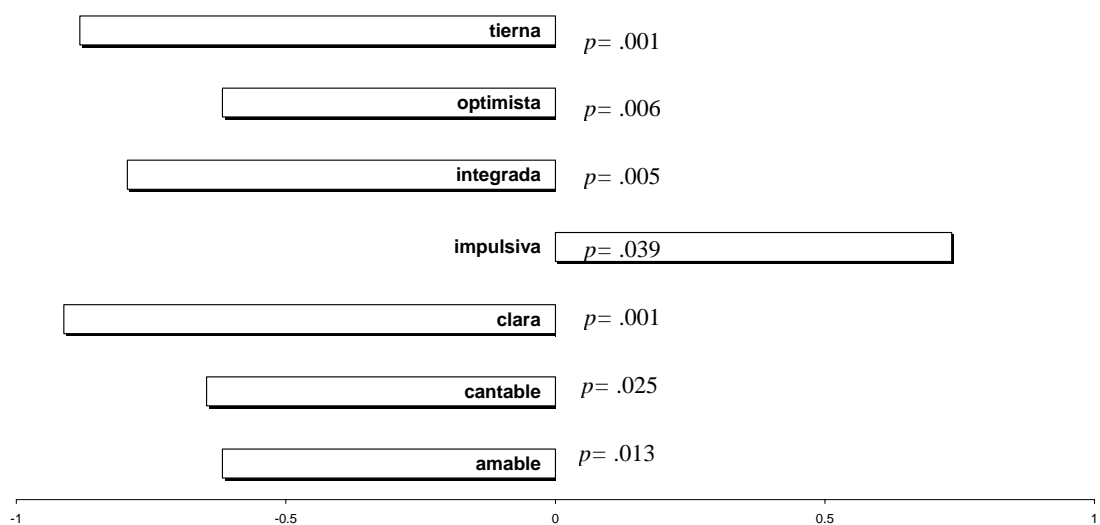 tierna p= .001
optimista p= .006
integrada p= .005
impulsiva p= .039
clara p= .001
cantable p= .025
amable p= .013
-1 -0.5 0 0.5 1